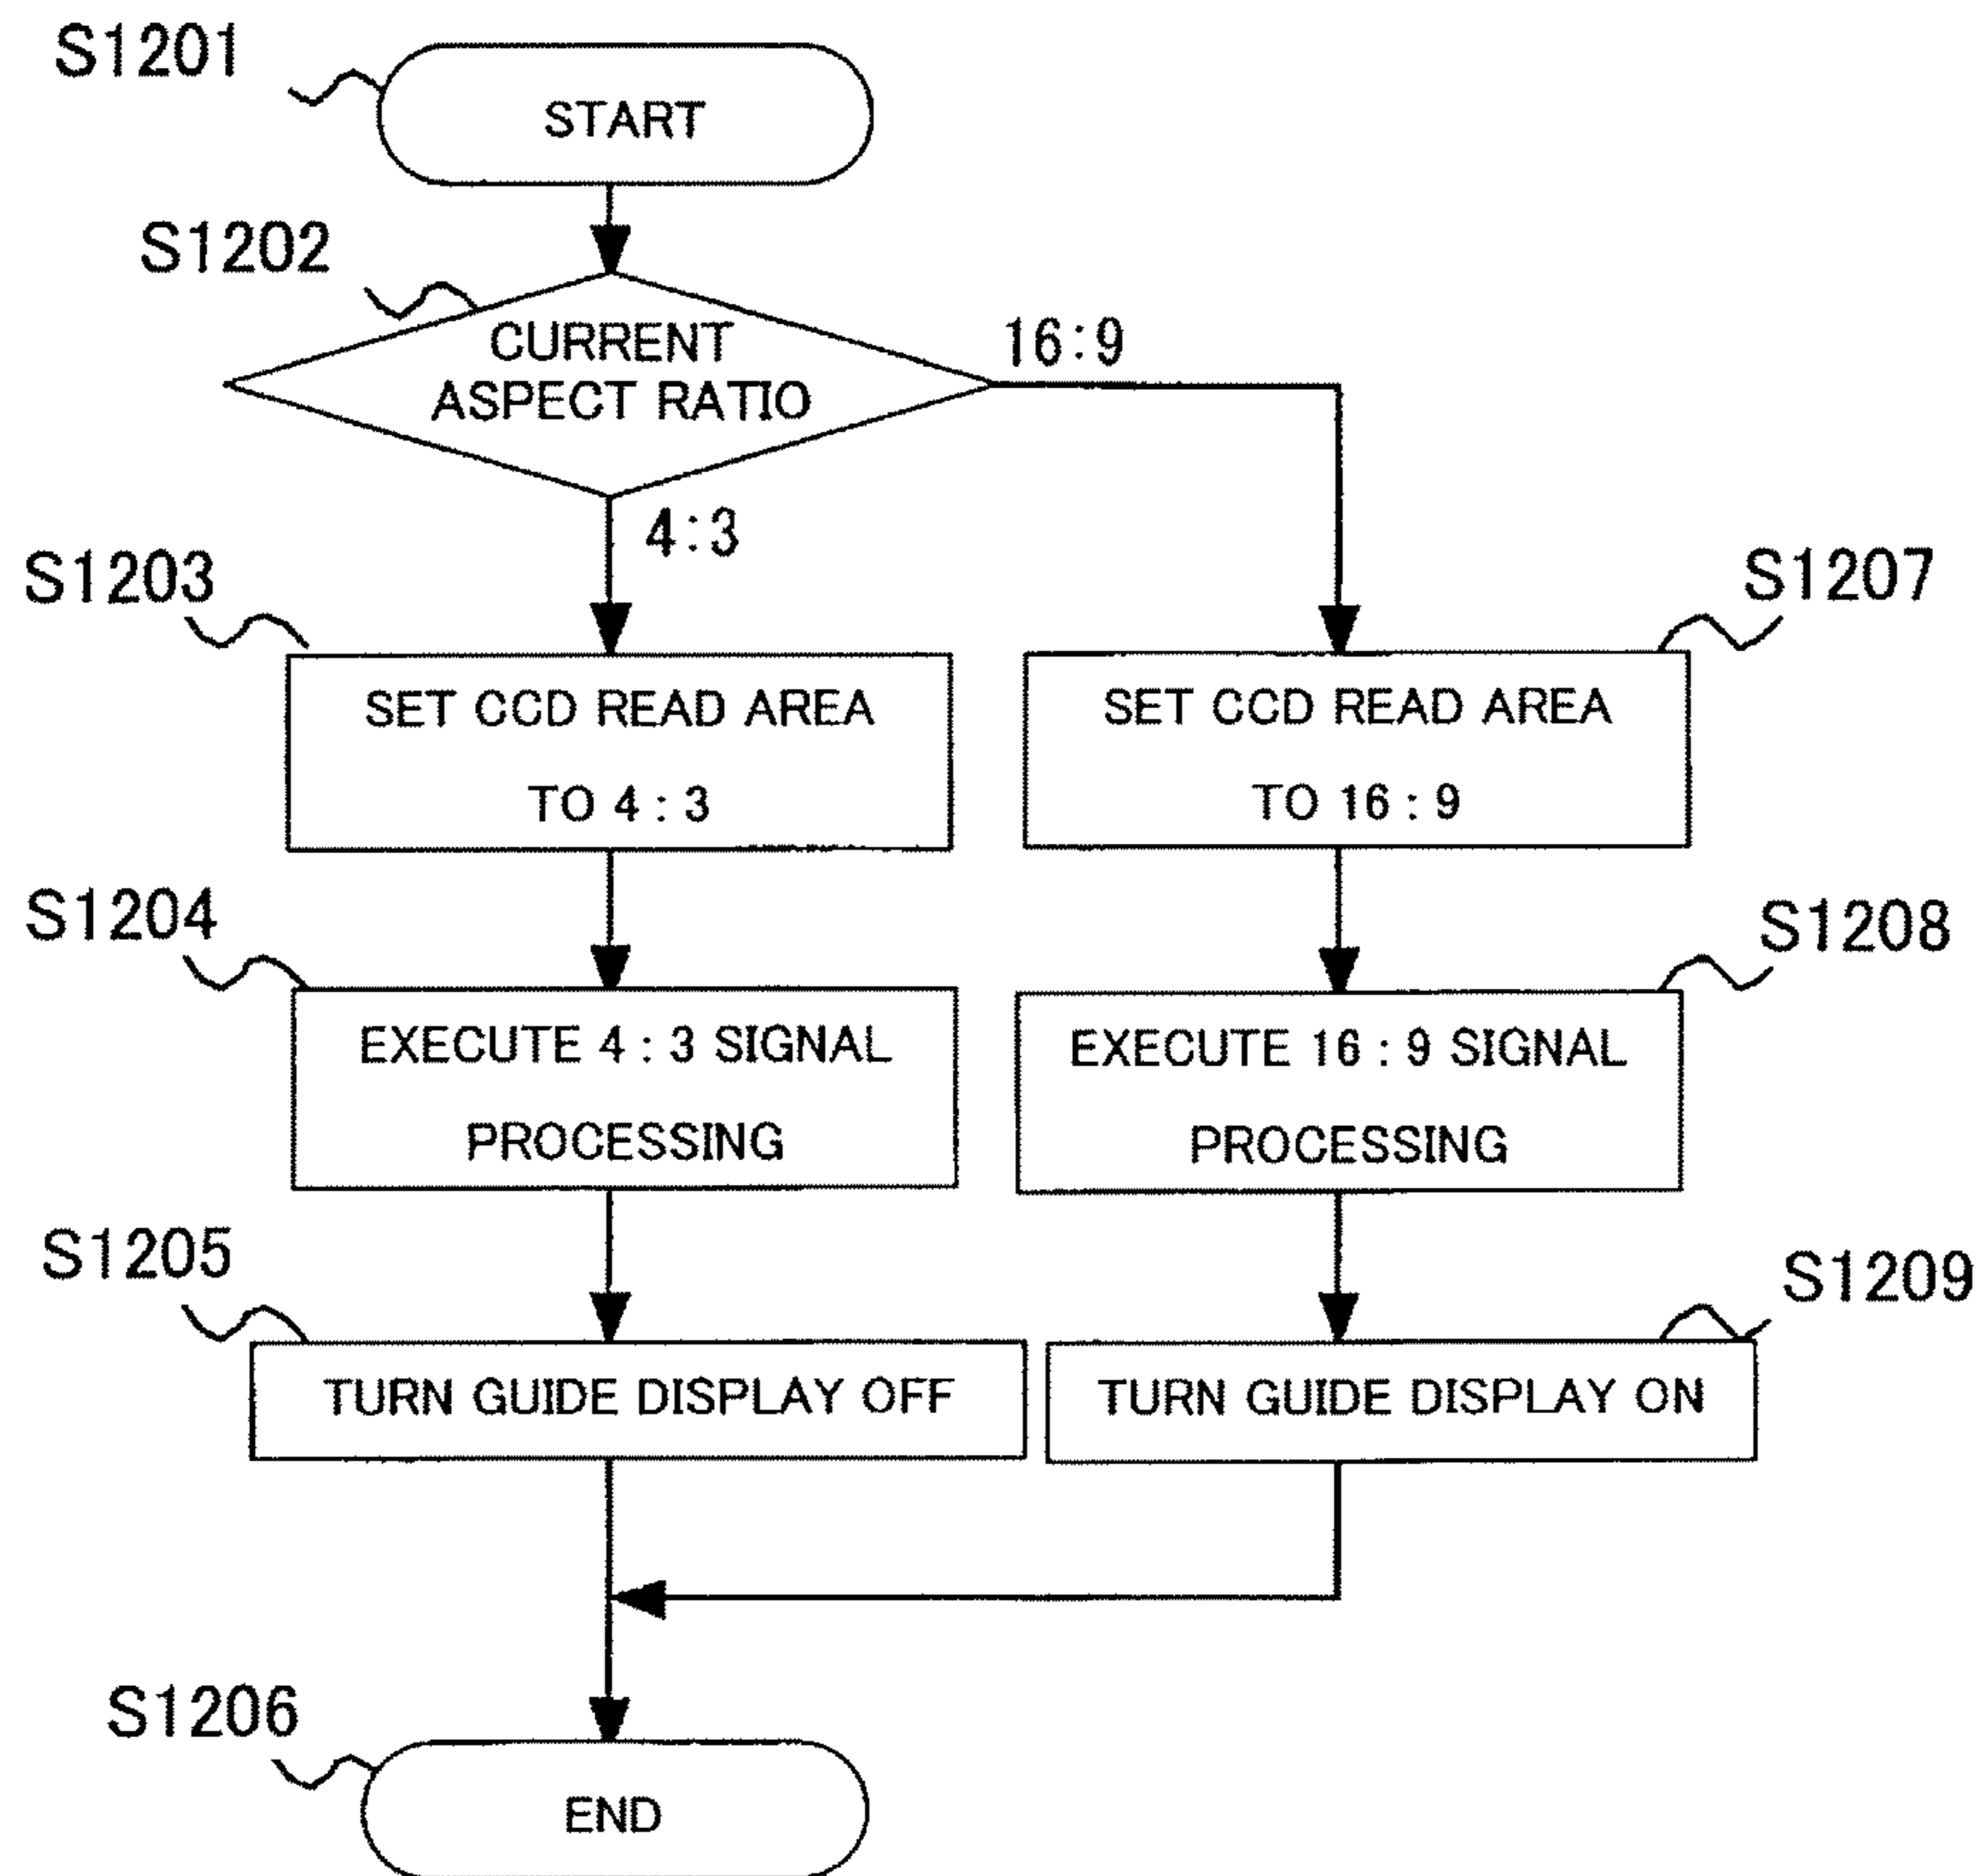 S1201
START
S1202
CURRENT
ASPECT RATIO
16:9
4:3
S1203
SET CCD READ AREA
TO 4 : 3
S1207
SET CCD READ AREA
TO 16 : 9
S1204
EXECUTE 4 : 3 SIGNAL
PROCESSING
S1208
EXECUTE 16 : 9 SIGNAL
PROCESSING
S1205
TURN GUIDE DISPLAY OFF
S1209
TURN GUIDE DISPLAY ON
S1206
END